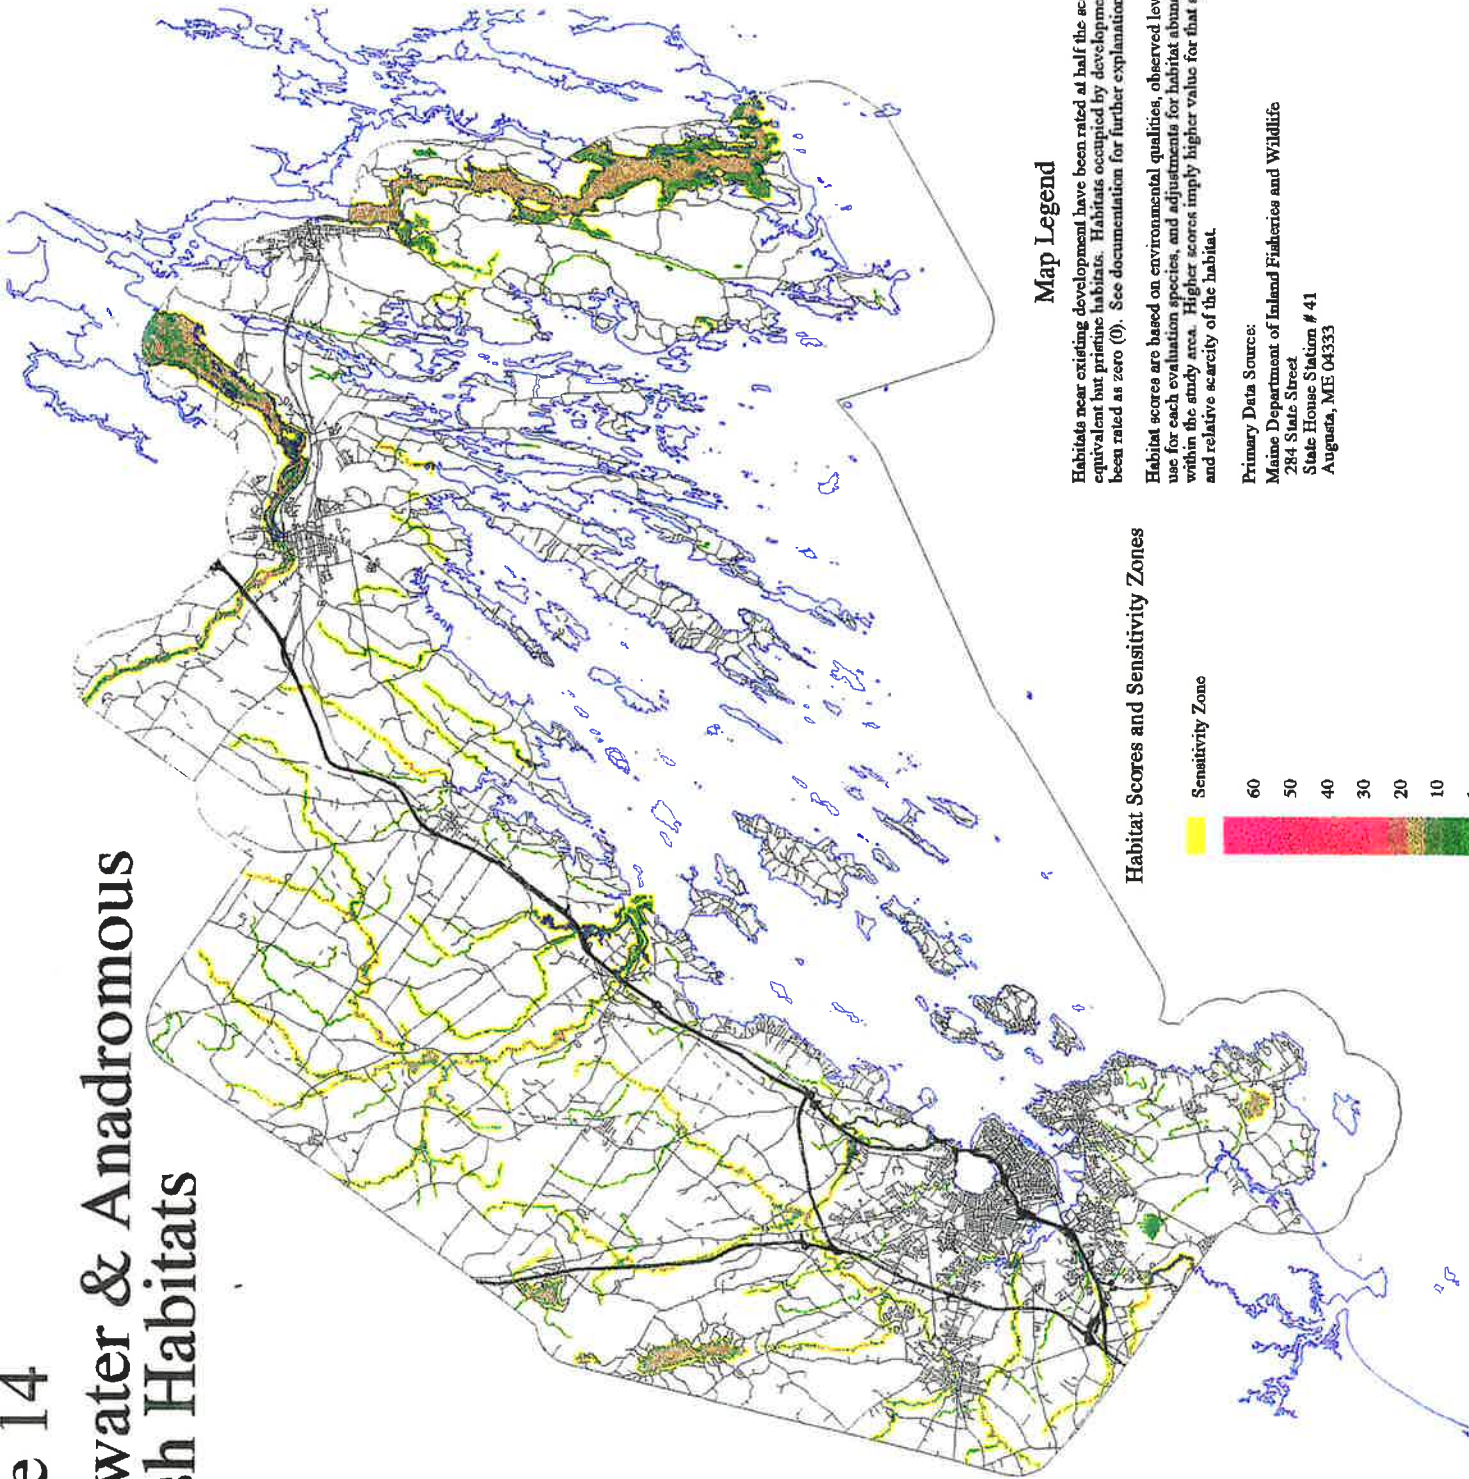 e 14
water & Anadromous
sh Habitats
Map Legend
Habitats near existing development have been rated at half the
equivalent but pristine habitats. Habitats occupied by
been rated as zero (0). See documentation for further explanation
Habitat scores are based on environmental qualities, observed
use for each evaluation species, and adjustments for habitat
within the study area. Higher scores imply higher value for that
and relative scarcity of the habitat.
Primary Data Source:
Maine Department of Inland Fisheries and Wildlife
284 State Street
State House Station # 41
Augusta, ME 04333
Habitat Scores and Sensitivity Zones
Sensitivity Zone
60
50
40
30
20
10